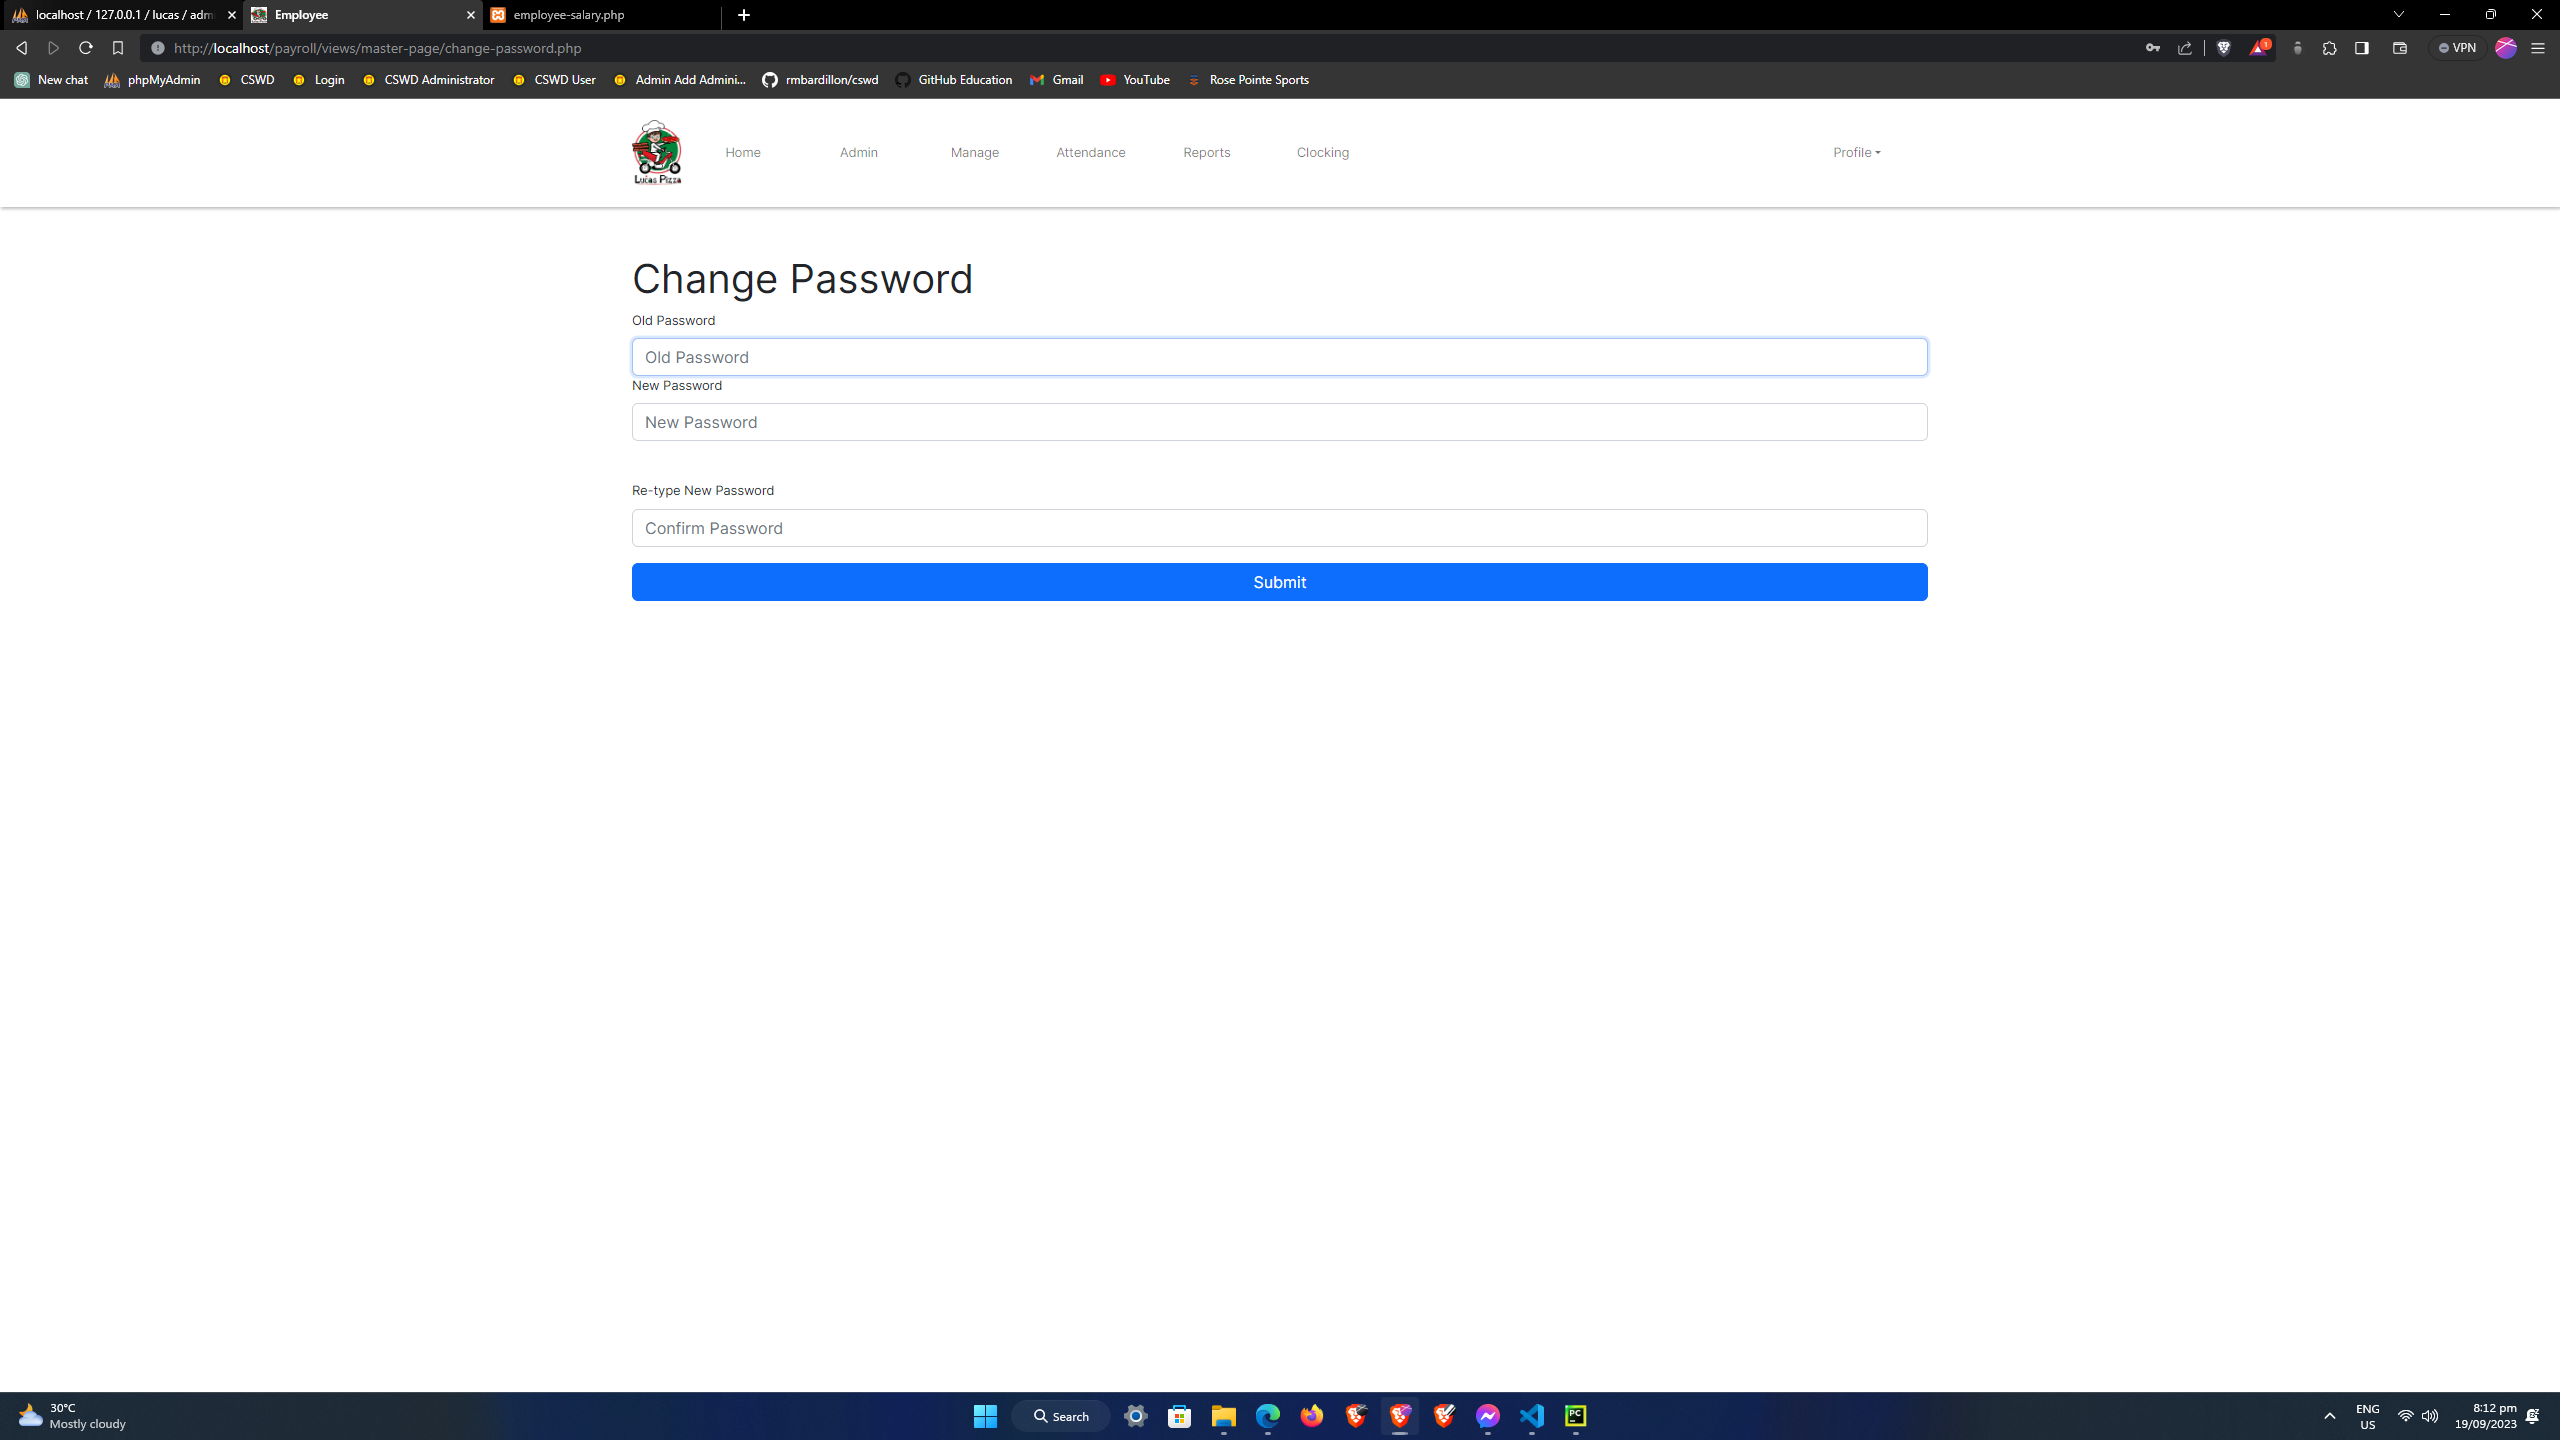 localhost / 127.0.0.1 / lucas / adm
Employee
employee-salary.php
http://localhost/payroll/views/master-page/change-password.php
1
VPN
New chat
phpMyAdmin
CSWD
Login
CSWD Administrator
CSWD User
Admin Add Admini...
rmbardillon/cswd
GitHub Education
Gmail
YouTube
Rose Pointe Sports
Lucas Pizza
Home
Admin
Manage
Attendance
Reports
Clocking
Profile
Change Password
Old Password
Old Password
New Password
New Password
Re-type New Password
Confirm Password
Submit
30°C
Mostly cloudy
Search
PC
ENG
US
8:12 pm
19/09/2023